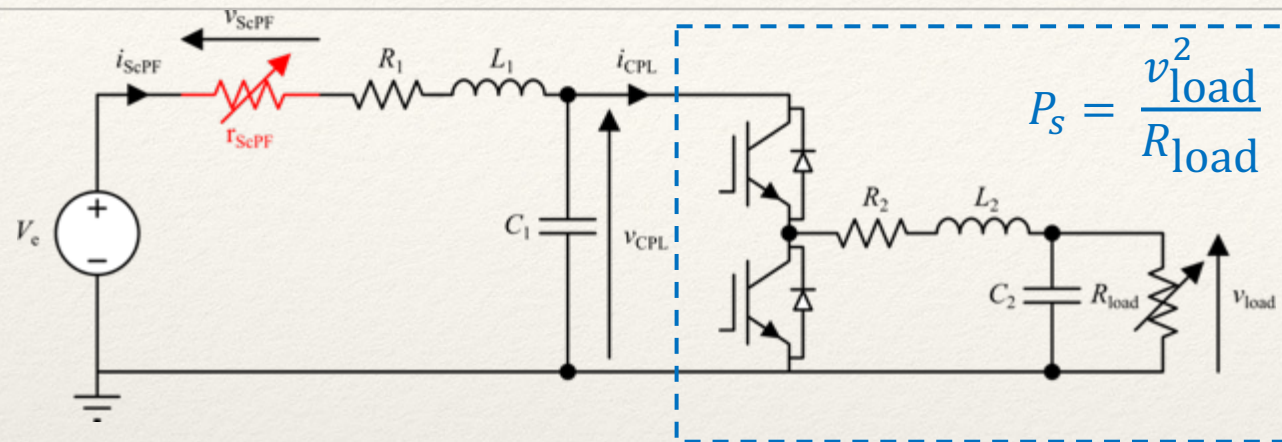 v_ScPF
i_ScPF
R_1
L_1
i_CPL
r_ScPF
P_s = v_load^2 / R_load
V_e
+
−
C_1
v_CPL
R_2
L_2
C_2
R_load
v_load